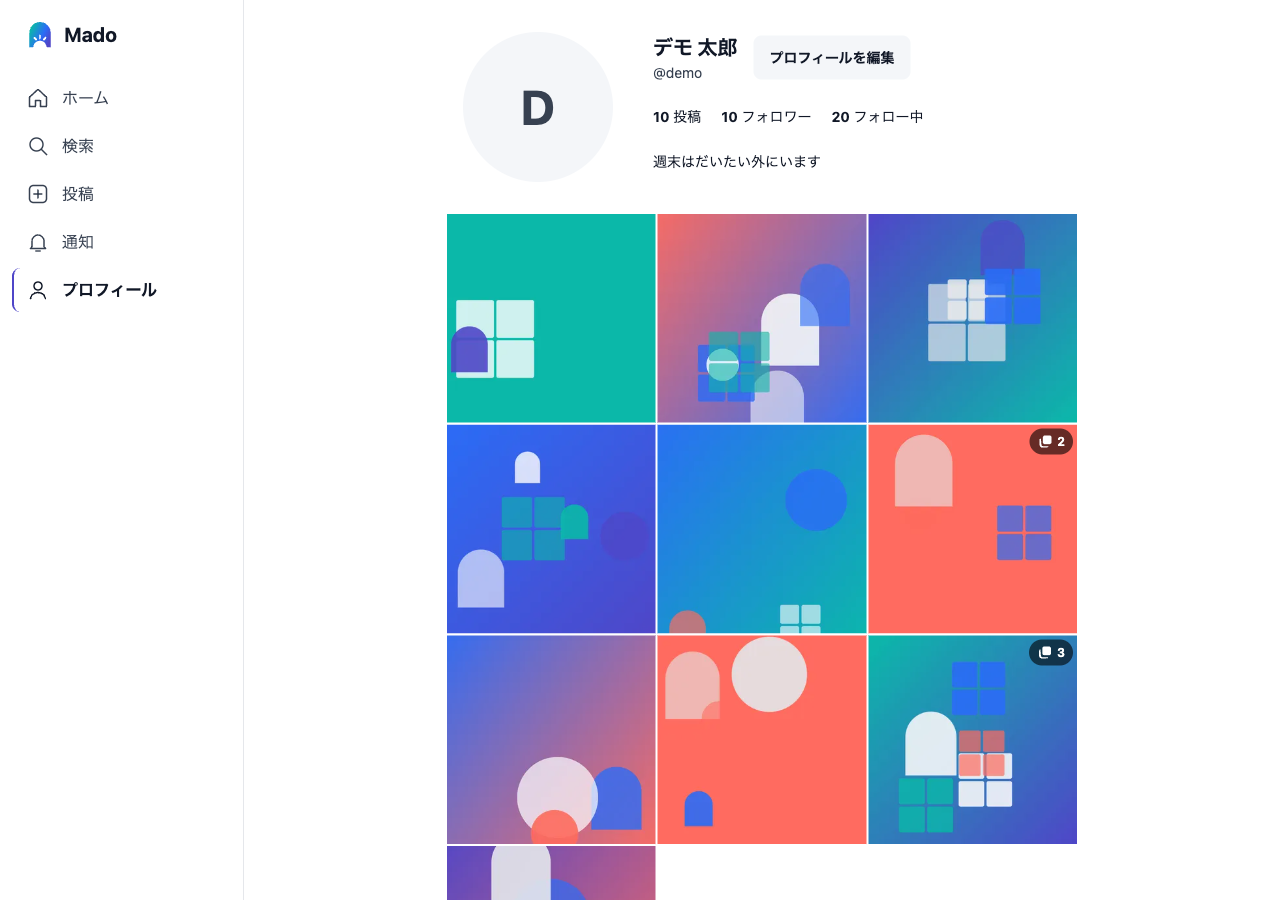 Mado
ホーム
検索
投稿
通知
プロフィール
D
デモ 太郎
プロフィールを編集
@demo
10 投稿 10 フォロワー 20 フォロー中
週末はだいたい外にいます
2
3